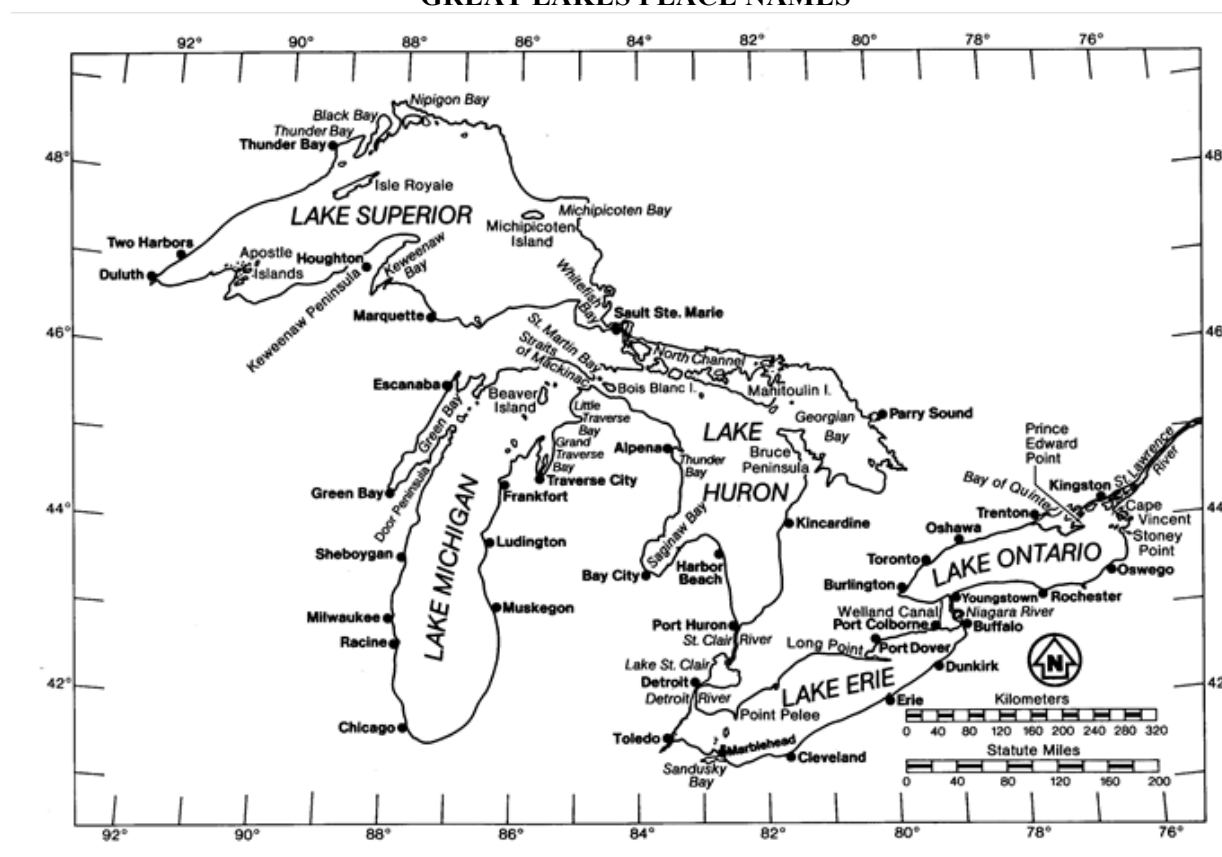 GREAT LAKES PLACE NAMES
92° 90° 88° 86° 84° 82° 80° 78° 76°
Nipigon Bay
Black Bay
Thunder Bay
Thunder Bay
48° 48
Isle Royale
LAKE SUPERIOR
Michipicoten Bay
Michipicoten
Island
Two Harbors
Apostle
Islands
Houghton
Keweenaw
Bay
Duluth
Keweenaw Peninsula
Whitefish
Bay
Marquette
Sault Ste. Marie
46° 46
St. Martin Bay
Straits
of Mackinac
North Channel
Escanaba
Beaver
Island
Bois Blanc I.
Manitoulin I.
Little
Traverse
Bay
Georgian
Bay
Parry Sound
Green Bay
Grand
Traverse
Bay
Alpena
LAKE
HURON
Bruce
Peninsula
Thunder
Bay
Prince
Edward
Point
St. Lawrence
River
Traverse City
Frankfort
Green Bay
Door Peninsula
Bay of Quinte
Kingston
Cape
Vincent
Stoney
Point
Trenton
44° 44
Kincardine
Oshawa
Saginaw Bay
Sheboygan
LAKE MICHIGAN
Ludington
Harbor
Beach
Bay City
Toronto
LAKE ONTARIO
Oswego
Burlington
Youngstown
Rochester
Muskegon
Milwaukee
Welland Canal
Niagara River
Port Huron
Port Colborne
Buffalo
Racine
St. Clair River
Long Point
Port Dover
N
Lake St. Clair
Dunkirk
Detroit
LAKE ERIE
42° 42
Detroit River
Erie
Kilometers
0 40 80 120 160 200 240 280 320
Point Pelee
Chicago
Toledo
Marblehead
Cleveland
Statute Miles
0 40 80 120 160 200
Sandusky
Bay
92° 90° 88° 86° 84° 82° 80° 78° 76°